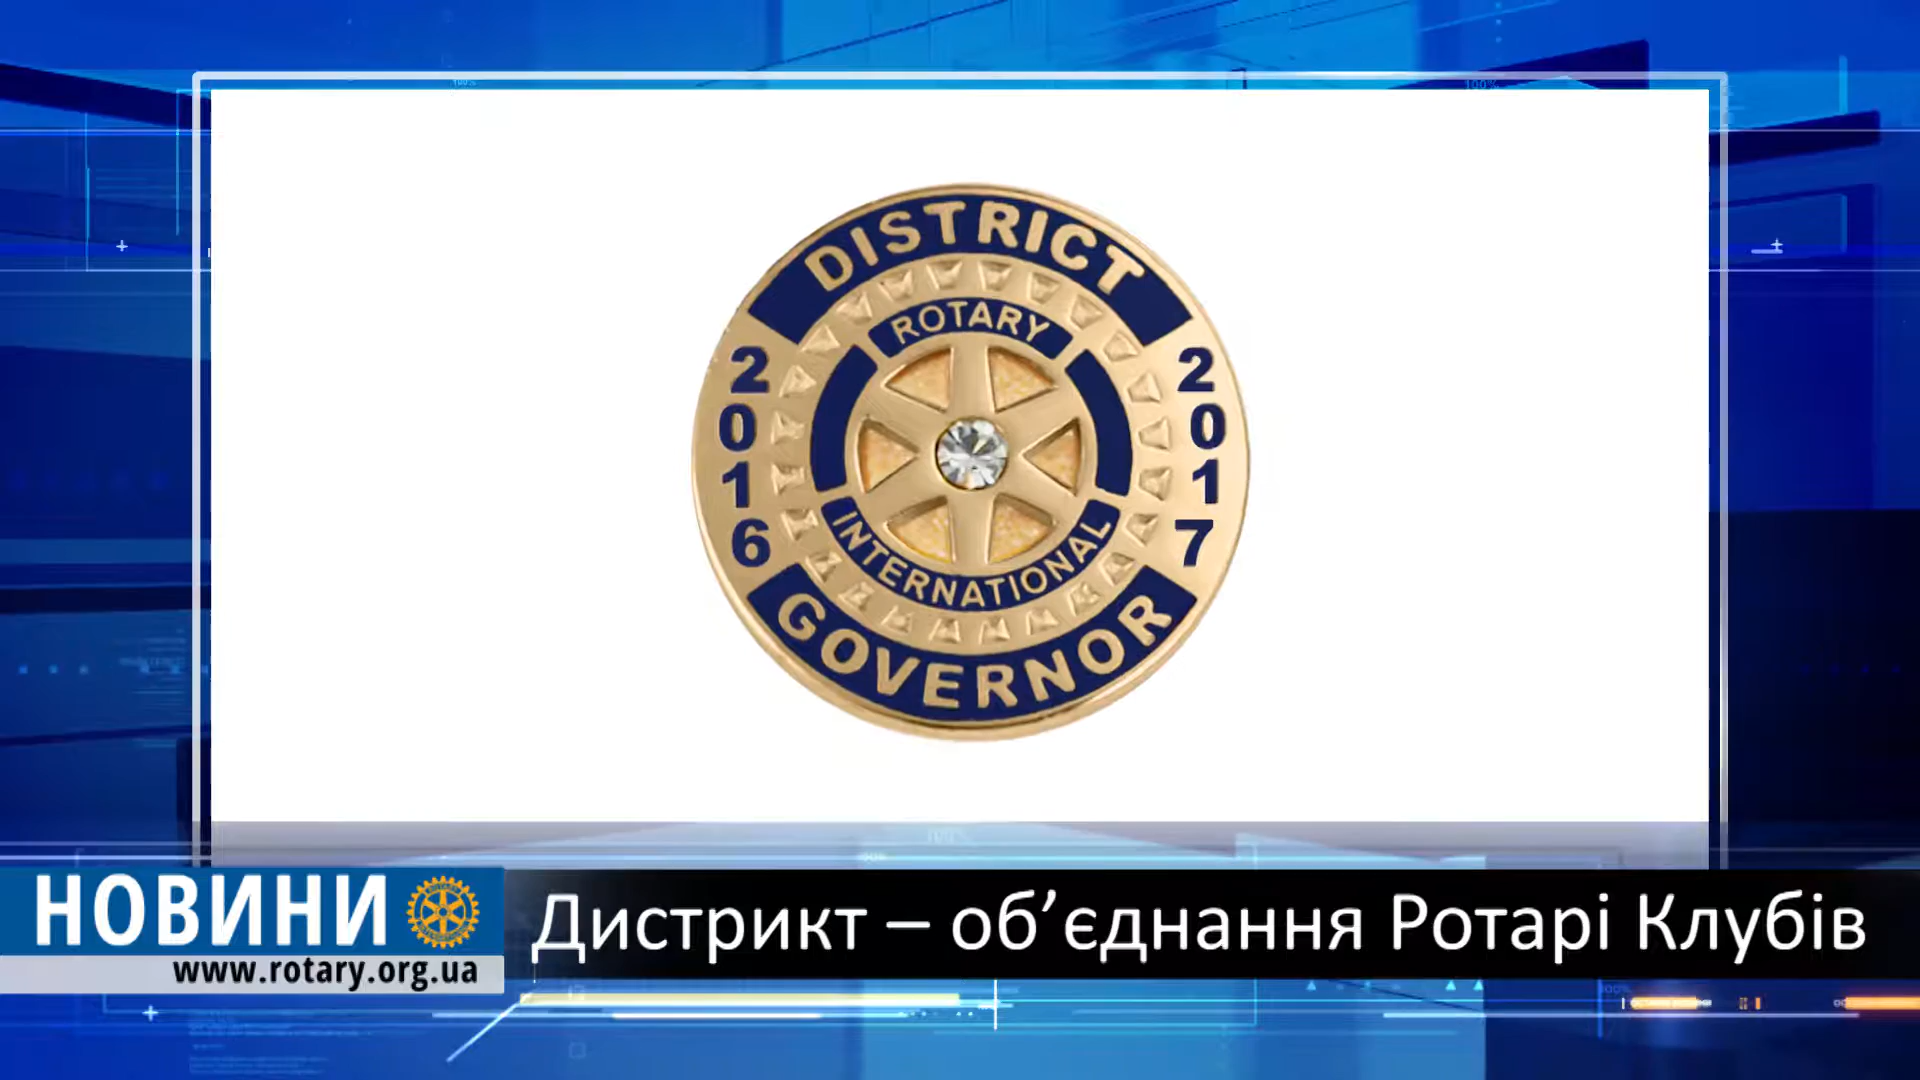 DISTRICT
ROTARY
2016
2017
INTERNATIONAL
GOVERNOR
НОВИНИ
www.rotary.org.ua
Дистрикт – об’єднання Ротарі Клубів